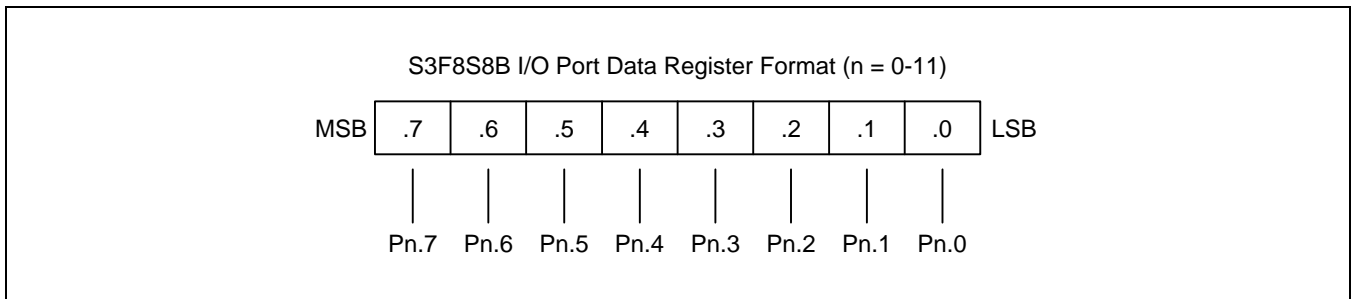 S3F8S8B I/O Port Data Register Format (n = 0-11)
MSB .7 .6 .5 .4 .3 .2 .1 .0 LSB
Pn.7 Pn.6 Pn.5 Pn.4 Pn.3 Pn.2 Pn.1 Pn.0